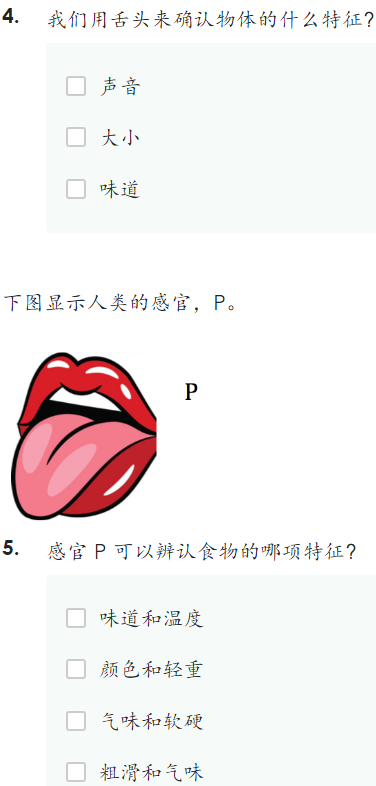 4. 我们用舌头来确认物体的什么特征?
声音
大小
味道
下图显示人类的感官，P。
P
5. 感官 P 可以辨认食物的哪项特征?
味道和温度
颜色和轻重
气味和软硬
粗滑和气味